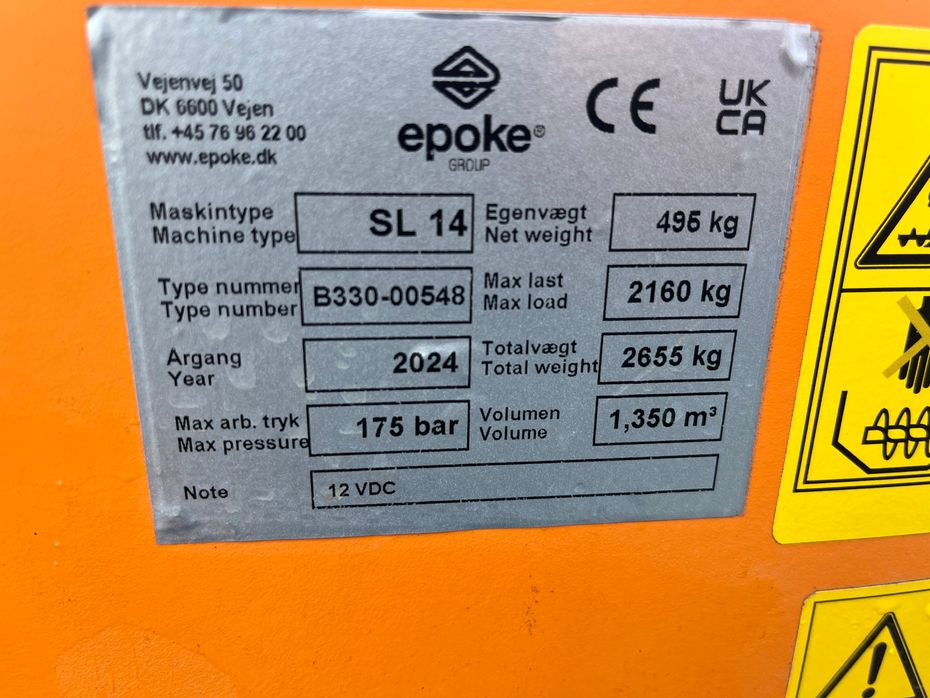 Vejenvej 50
DK 6600 Vejen
tlf. +45 76 96 22 00
www.epoke.dk
epoke®
GROUP
CE
UK
CA
Maskintype
Machine type
SL 14
Egenvægt
Net weight
495 kg
Type nummer
Type number
B330-00548
Max last
Max load
2160 kg
Argang
Year
2024
Totalvægt
Total weight
2655 kg
Max arb. tryk
Max pressure
175 bar
Volumen
Volume
1,350 m³
Note
12 VDC